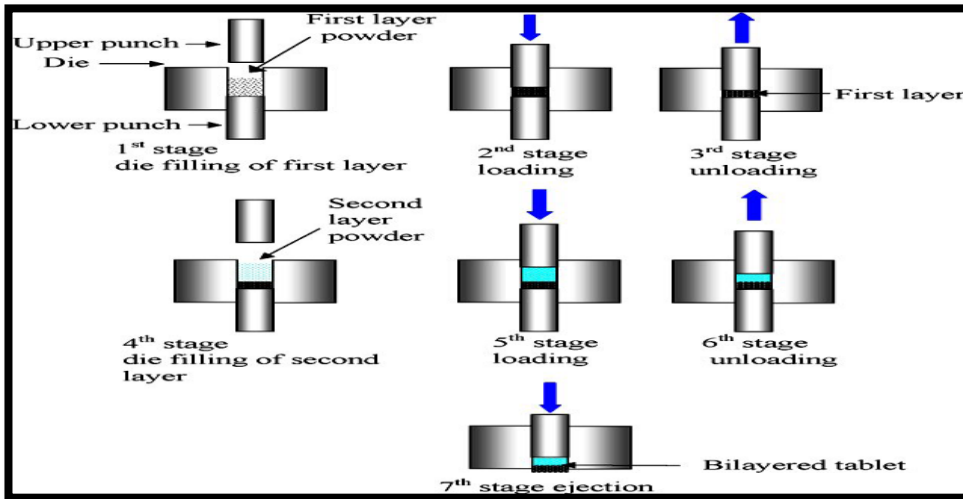 First layer
powder
Upper punch
Die
Lower punch
1st stage
die filling of first layer
2nd stage
loading
First layer
3rd stage
unloading
Second
layer
powder
4th stage
die filling of second
layer
5th stage
loading
6th stage
unloading
Bilayered tablet
7th stage ejection